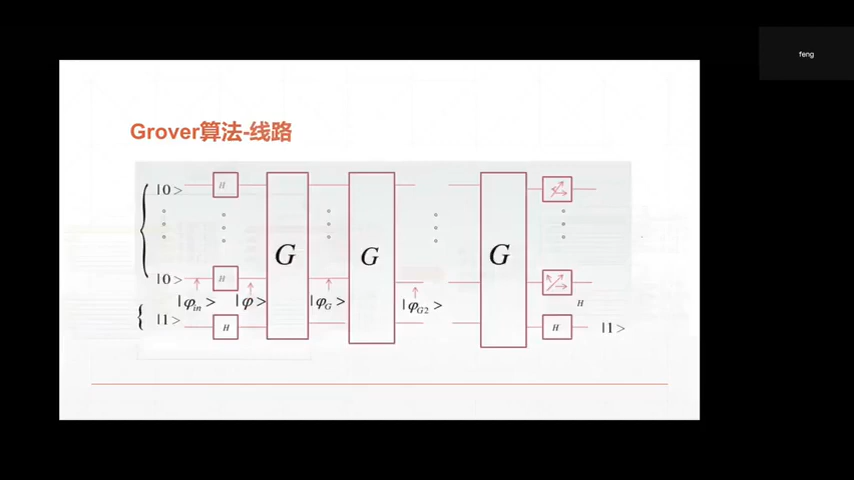 feng
Grover算法-线路
|0> H
G G G
|0> H
|φin> |φ> |φG> |φG2> H
|1> H H |1>